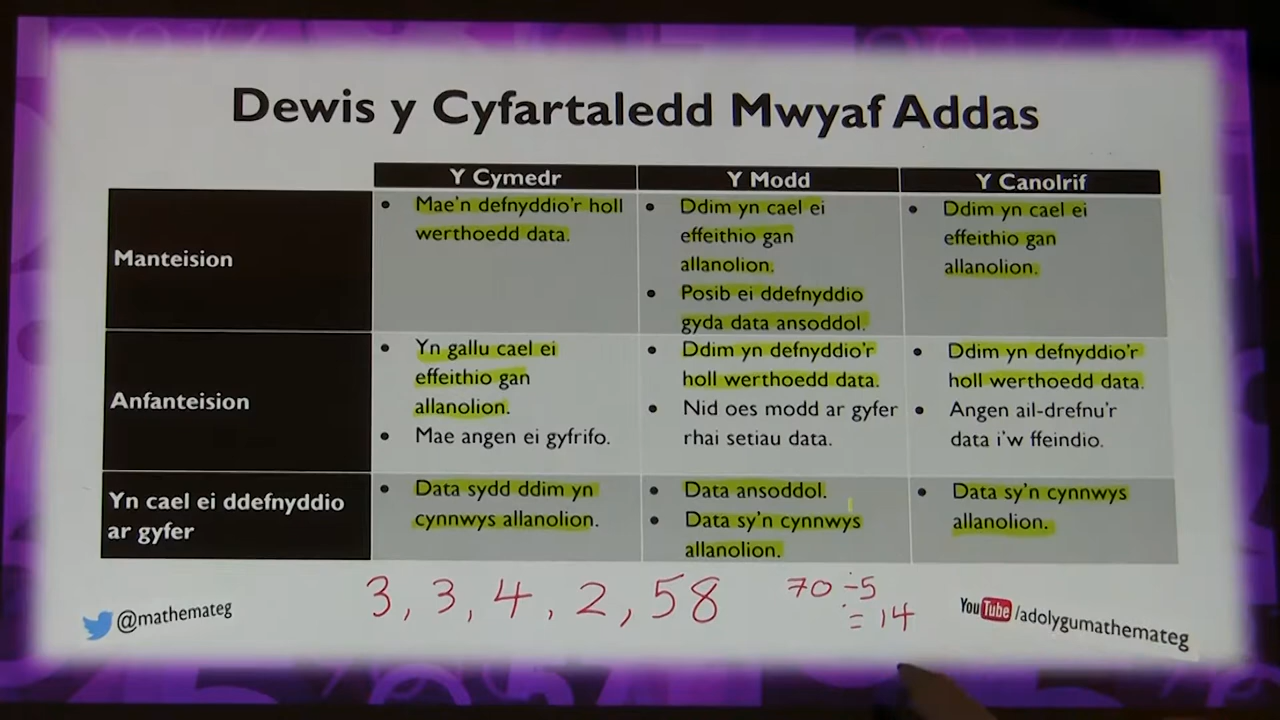 Dewis y Cyfartaledd Mwyaf Addas
Y Cymedr
Y Modd
Y Canolrif
Manteision
Mae'n defnyddio'r holl
werthoedd data.
Ddim yn cael ei
effeithio gan
allanolion.
Posib ei ddefnyddio
gyda data ansoddol.
Ddim yn cael ei
effeithio gan
allanolion.
Anfanteision
Yn gallu cael ei
effeithio gan
allanolion.
Mae angen ei gyfrifo.
Ddim yn defnyddio'r
holl werthoedd data.
Nid oes modd ar gyfer
rhai setiau data.
Ddim yn defnyddio'r
holl werthoedd data.
Angen ail-drefnu'r
data i'w ffeindio.
Yn cael ei ddefnyddio
ar gyfer
Data sydd ddim yn
cynnwys allanolion.
Data ansoddol.
Data sy'n cynnwys
allanolion.
Data sy'n cynnwys
allanolion.
3, 3, 4, 2, 58
70 ÷ 5
= 14
@mathemateg
YouTube/adolygumathemateg